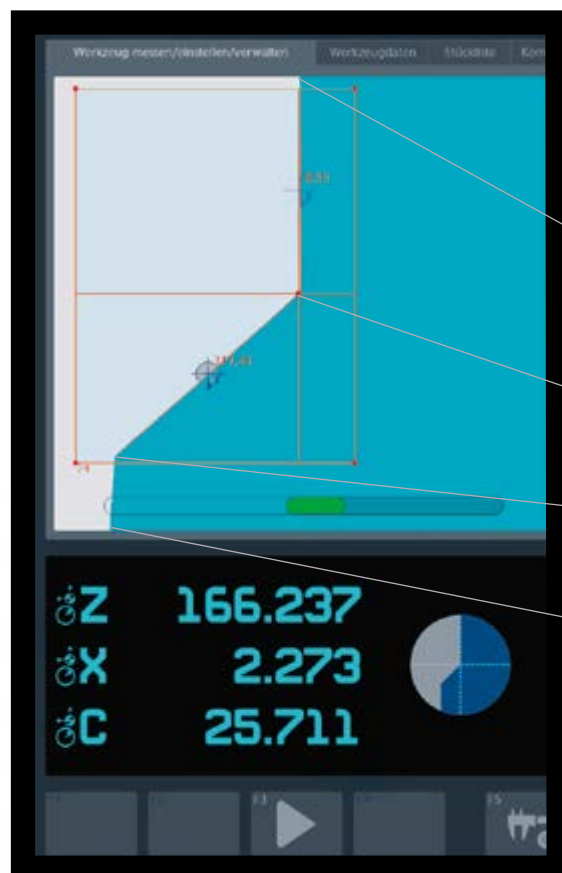 Werkzeug messen/einstellen/verwalten Werkzeugdaten Stückliste
Z 166.237
X 2.273
C 25.711
F3 F5